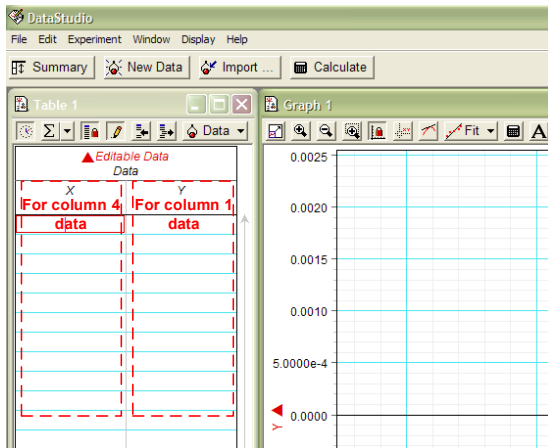 DataStudio
File Edit Experiment Window Display Help
Summary New Data Import ... Calculate
Table 1
Σ Data
Editable Data
Data
X Y
For column 4 For column 1
data data
Graph 1
Fit A
0.0025
0.0020
0.0015
0.0010
5.0000e-4
0.0000
Y